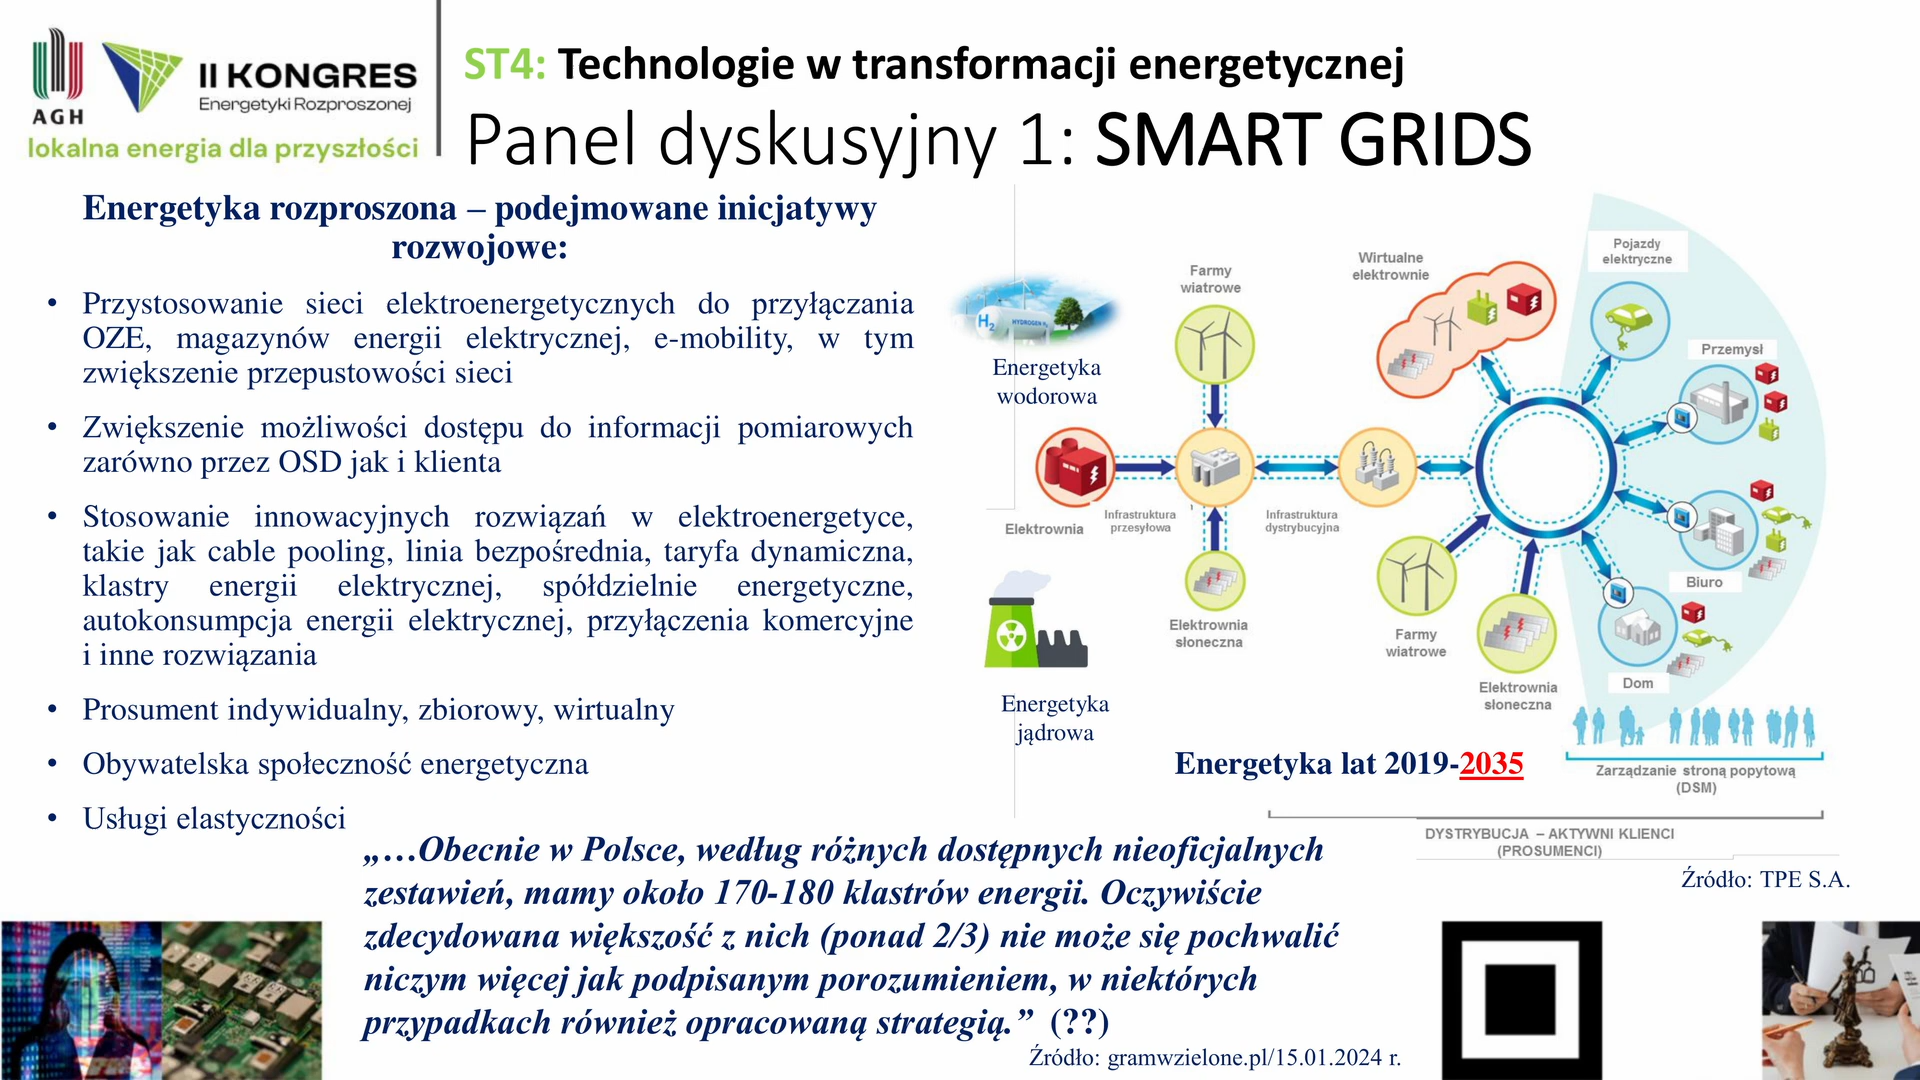 AGH
II KONGRES
Energetyki Rozproszonej
lokalna energia dla przyszłości
ST4: Technologie w transformacji energetycznej
Panel dyskusyjny 1: SMART GRIDS
Energetyka rozproszona – podejmowane inicjatywy
rozwojowe:
• Przystosowanie sieci elektroenergetycznych do przyłączania
OZE, magazynów energii elektrycznej, e-mobility, w tym
zwiększenie przepustowości sieci
• Zwiększenie możliwości dostępu do informacji pomiarowych
zarówno przez OSD jak i klienta
• Stosowanie innowacyjnych rozwiązań w elektroenergetyce,
takie jak cable pooling, linia bezpośrednia, taryfa dynamiczna,
klastry energii elektrycznej, spółdzielnie energetyczne,
autokonsumpcja energii elektrycznej, przyłączenia komercyjne
i inne rozwiązania
• Prosument indywidualny, zbiorowy, wirtualny
• Obywatelska społeczność energetyczna
• Usługi elastyczności
H2
HYDROGEN H2
Energetyka
wodorowa
Farmy
wiatrowe
Wirtualne
elektrownie
Pojazdy
elektryczne
Przemysł
Elektrownia
Infrastruktura
przesyłowa
Infrastruktura
dystrybucyjna
Biuro
Elektrownia
słoneczna
Farmy
wiatrowe
Elektrownia
słoneczna
Dom
Energetyka
jądrowa
Energetyka lat 2019-2035
Zarządzanie stroną popytową
(DSM)
DYSTRYBUCJA – AKTYWNI KLIENCI
(PROSUMENCI)
Źródło: TPE S.A.
„…Obecnie w Polsce, według różnych dostępnych nieoficjalnych
zestawień, mamy około 170-180 klastrów energii. Oczywiście
zdecydowana większość z nich (ponad 2/3) nie może się pochwalić
niczym więcej jak podpisanym porozumieniem, w niektórych
przypadkach również opracowaną strategią.” (??)
Źródło: gramwzielone.pl/15.01.2024 r.